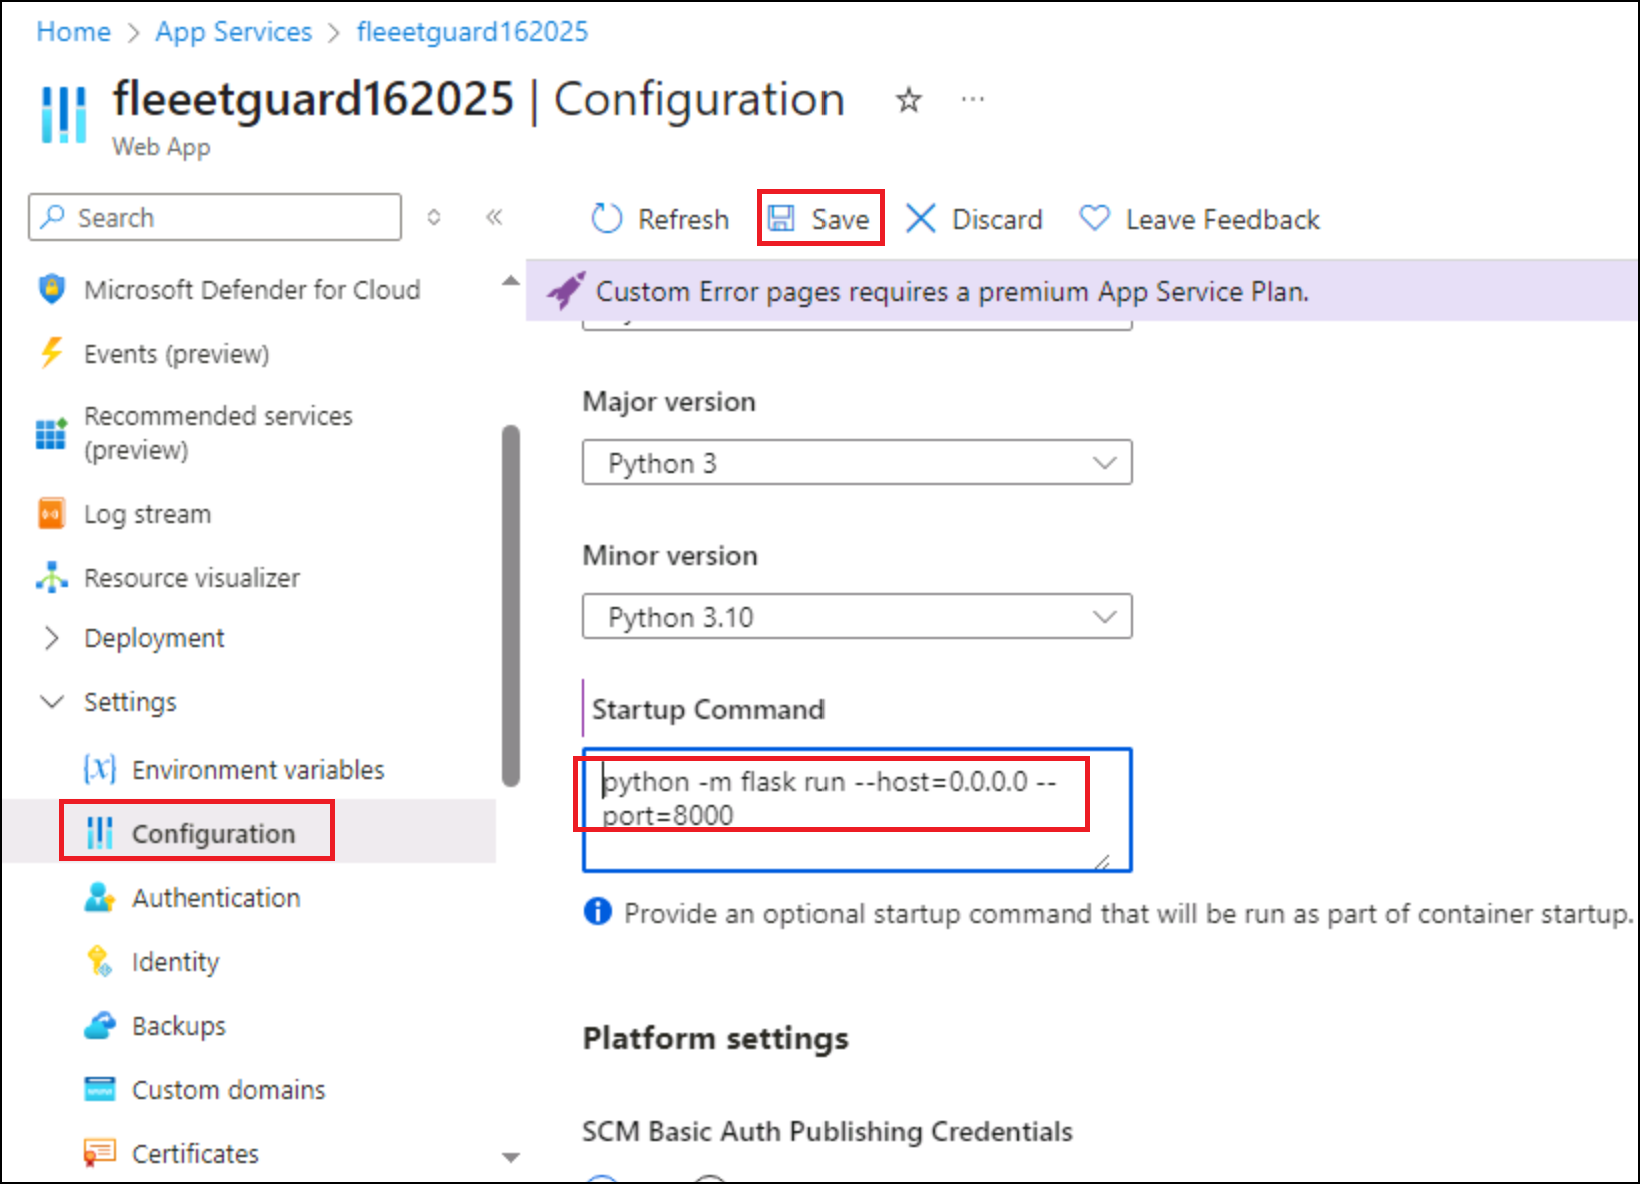 Home > App Services > fleeetguard162025
fleeetguard162025 | Configuration
Web App
Search
Refresh Save Discard Leave Feedback
Microsoft Defender for Cloud
Events (preview)
Recommended services
(preview)
Log stream
Resource visualizer
Deployment
Settings
Environment variables
Configuration
Authentication
Identity
Backups
Custom domains
Certificates
Custom Error pages requires a premium App Service Plan.
Major version
Python 3
Minor version
Python 3.10
Startup Command
python -m flask run --host=0.0.0.0 --
port=8000
Provide an optional startup command that will be run as part of container startup.
Platform settings
SCM Basic Auth Publishing Credentials